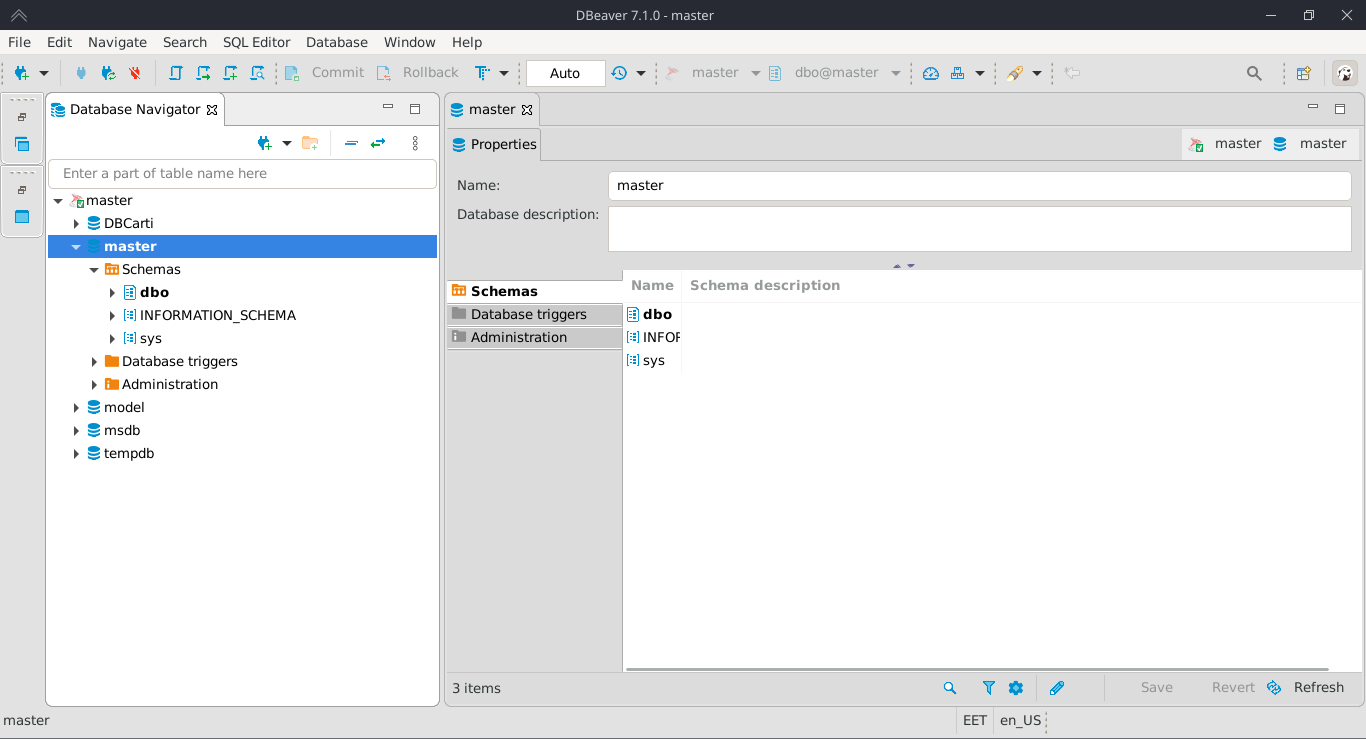 DBeaver 7.1.0 - master
File Edit Navigate Search SQL Editor Database Window Help
Commit Rollback Auto master dbo@master
Database Navigator
Enter a part of table name here
master
DBCarti
master
Schemas
dbo
INFORMATION_SCHEMA
sys
Database triggers
Administration
model
msdb
tempdb
master
Properties master master
Name: master
Database description:
Schemas
Database triggers
Administration
Name Schema description
dbo
INFOR
sys
3 items Save Revert Refresh
master EET en_US